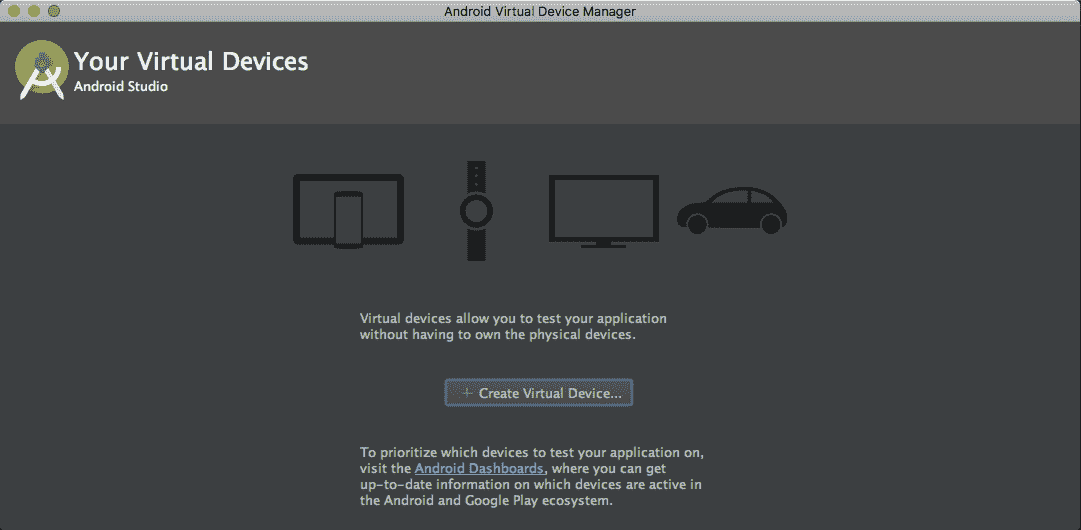 Android Virtual Device Manager
Your Virtual Devices
Android Studio
Virtual devices allow you to test your application
without having to own the physical devices.
+ Create Virtual Device...
To prioritize which devices to test your application on,
visit the Android Dashboards, where you can get
up-to-date information on which devices are active in
the Android and Google Play ecosystem.